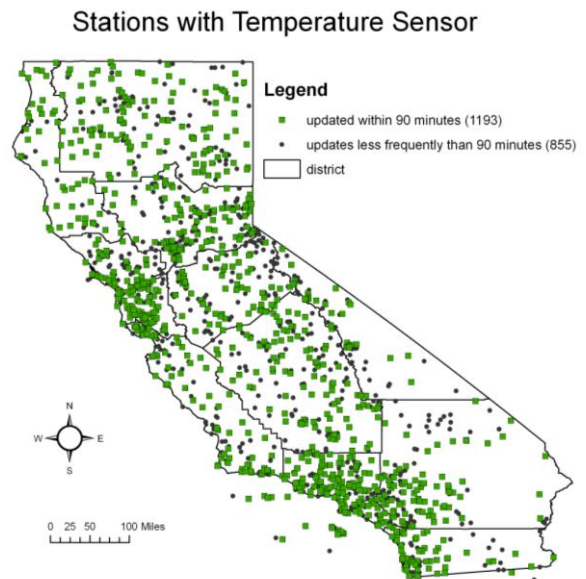 Stations with Temperature Sensor
Legend
updated within 90 minutes (1193)
updates less frequently than 90 minutes (855)
district
N
W E
S
0 25 50 100 Miles